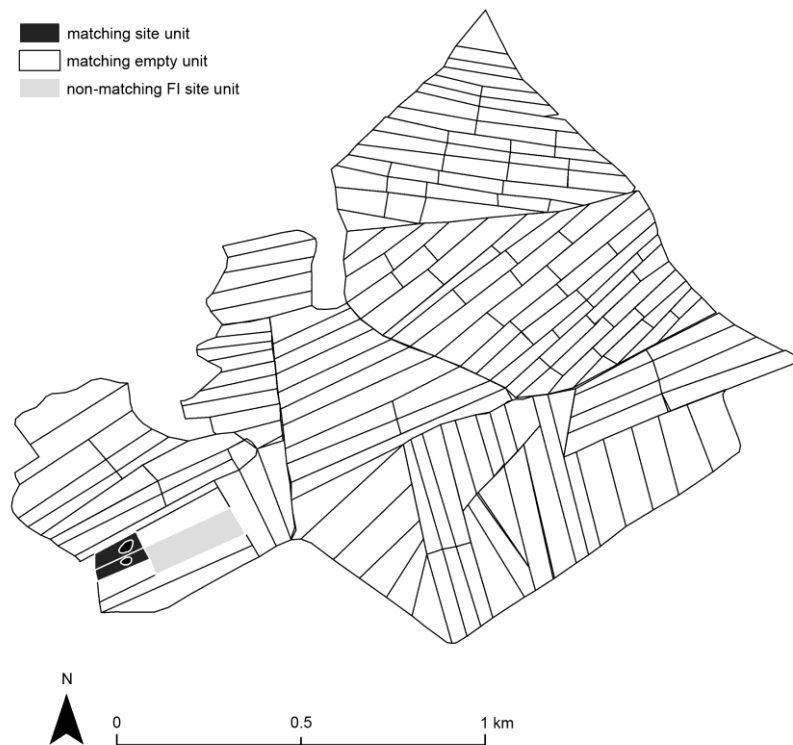 matching site unit
matching empty unit
non-matching FI site unit
N
0 0.5 1 km